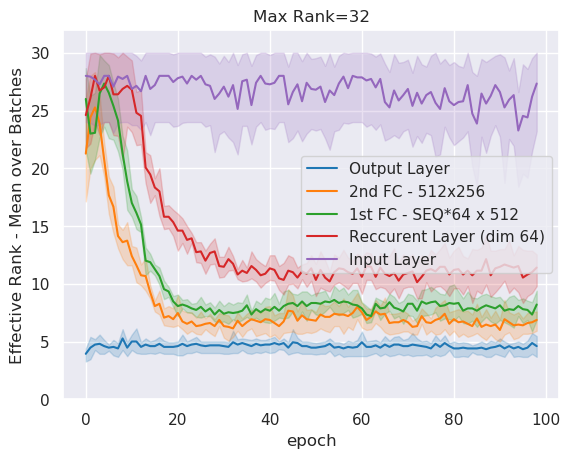 Max Rank=32
Effective Rank - Mean over Batches
30
25
20
15
10
5
0
Output Layer
2nd FC - 512x256
1st FC - SEQ*64 x 512
Reccurent Layer (dim 64)
Input Layer
0 20 40 60 80 100
epoch